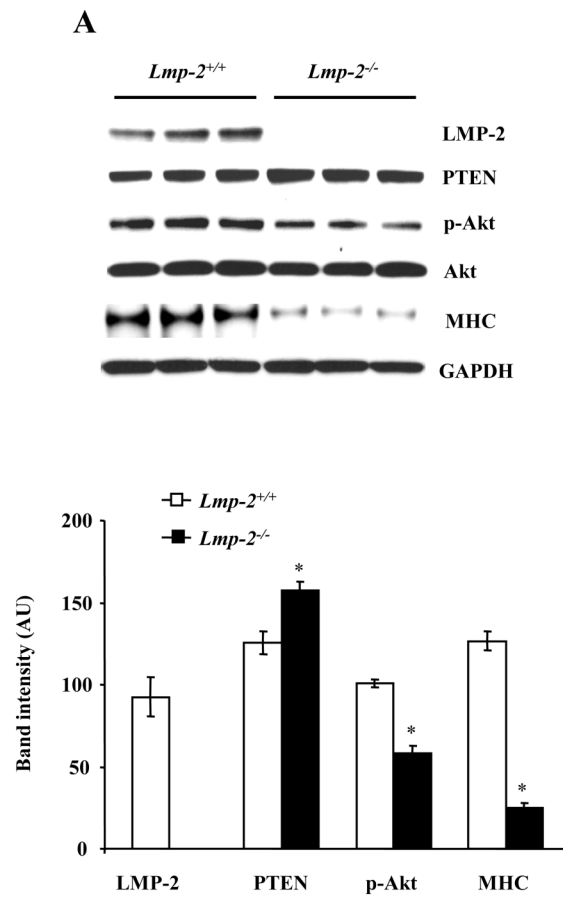 A
Lmp-2+/+ Lmp-2-/-
LMP-2
PTEN
p-Akt
Akt
MHC
GAPDH
Lmp-2+/+
Lmp-2-/-
200
150
100
50
0
Band intensity (AU)
*
*
*
LMP-2 PTEN p-Akt MHC